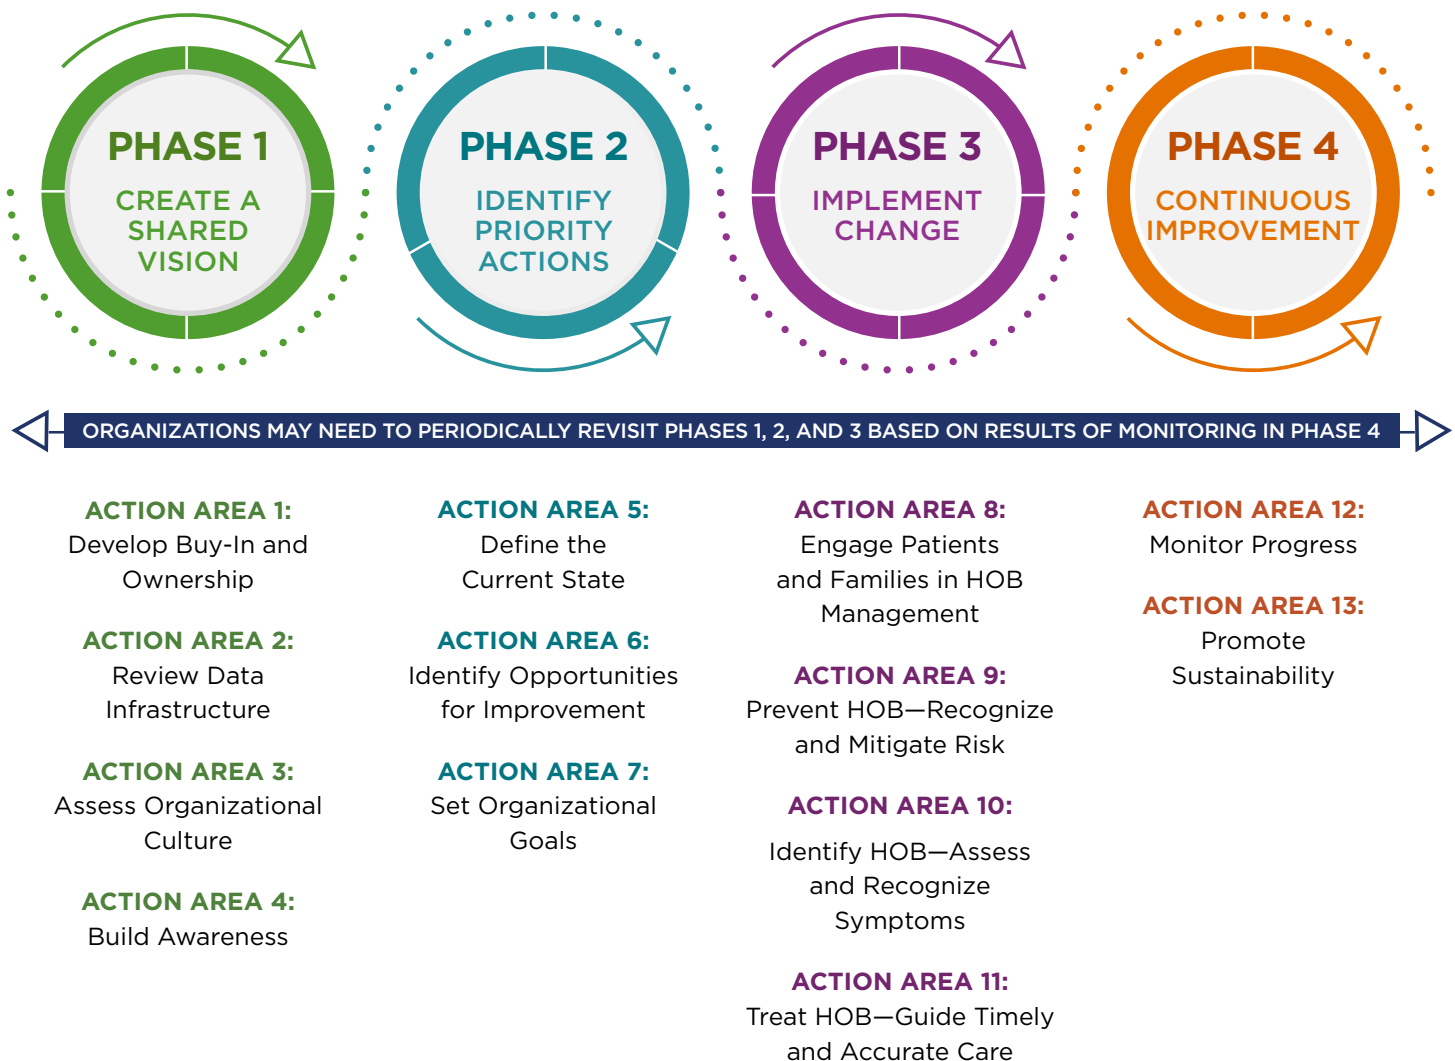 PHASE 1
CREATE A
SHARED
VISION
PHASE 2
IDENTIFY
PRIORITY
ACTIONS
PHASE 3
IMPLEMENT
CHANGE
PHASE 4
CONTINUOUS
IMPROVEMENT
ORGANIZATIONS MAY NEED TO PERIODICALLY REVISIT PHASES 1, 2, AND 3 BASED ON RESULTS OF MONITORING IN PHASE 4
ACTION AREA 1:
Develop Buy-In and
Ownership
ACTION AREA 2:
Review Data
Infrastructure
ACTION AREA 3:
Assess Organizational
Culture
ACTION AREA 4:
Build Awareness
ACTION AREA 5:
Define the
Current State
ACTION AREA 6:
Identify Opportunities
for Improvement
ACTION AREA 7:
Set Organizational
Goals
ACTION AREA 8:
Engage Patients
and Families in HOB
Management
ACTION AREA 9:
Prevent HOB—Recognize
and Mitigate Risk
ACTION AREA 10:
Identify HOB—Assess
and Recognize
Symptoms
ACTION AREA 11:
Treat HOB—Guide Timely
and Accurate Care
ACTION AREA 12:
Monitor Progress
ACTION AREA 13:
Promote
Sustainability